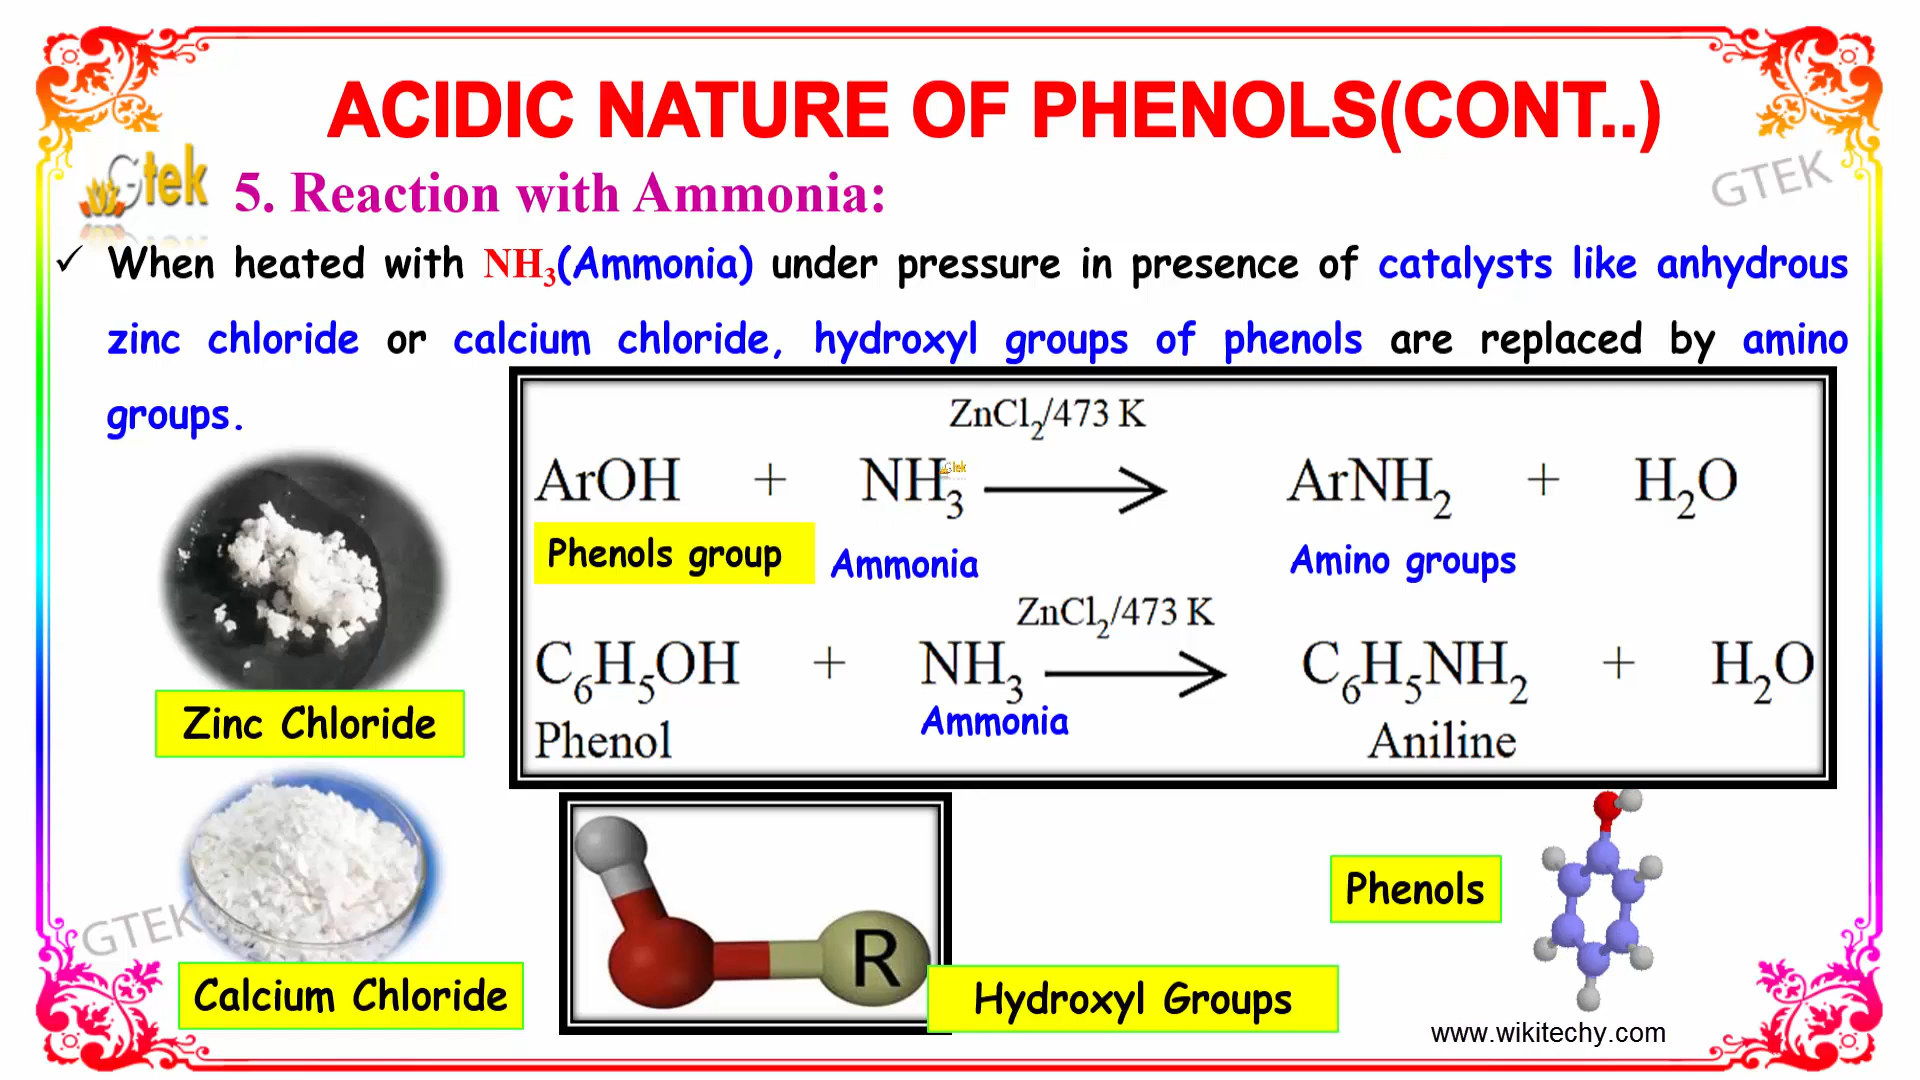 ACIDIC NATURE OF PHENOLS(CONT..)
Gtek
GTEK
5. Reaction with Ammonia:
✓ When heated with NH₃(Ammonia) under pressure in presence of catalysts like anhydrous
zinc chloride or calcium chloride, hydroxyl groups of phenols are replaced by amino
groups.
ZnCl₂/473 K
ArOH + NH₃ ⟶ ArNH₂ + H₂O
Gtek
Phenols group Ammonia Amino groups
ZnCl₂/473 K
C₆H₅OH + NH₃ ⟶ C₆H₅NH₂ + H₂O
Ammonia
Phenol Aniline
Zinc Chloride
Phenols
GTEK
R
Calcium Chloride
Hydroxyl Groups
www.wikitechy.com